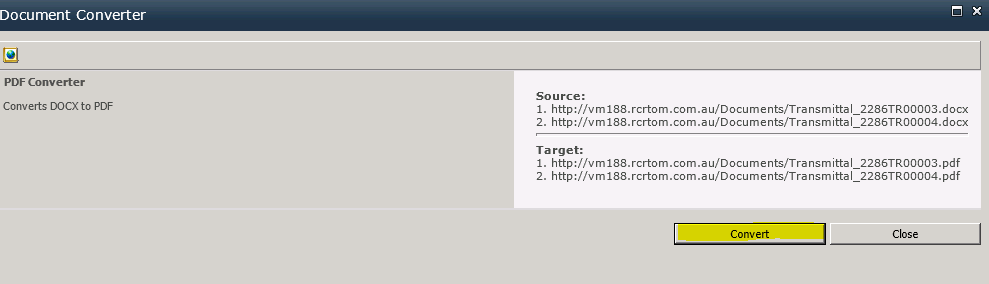 Document Converter
PDF Converter
Converts DOCX to PDF
Source:
1. http://vm188.rcrtom.com.au/Documents/Transmittal_2286TR00003.docx
2. http://vm188.rcrtom.com.au/Documents/Transmittal_2286TR00004.docx
Target:
1. http://vm188.rcrtom.com.au/Documents/Transmittal_2286TR00003.pdf
2. http://vm188.rcrtom.com.au/Documents/Transmittal_2286TR00004.pdf
Convert
Close